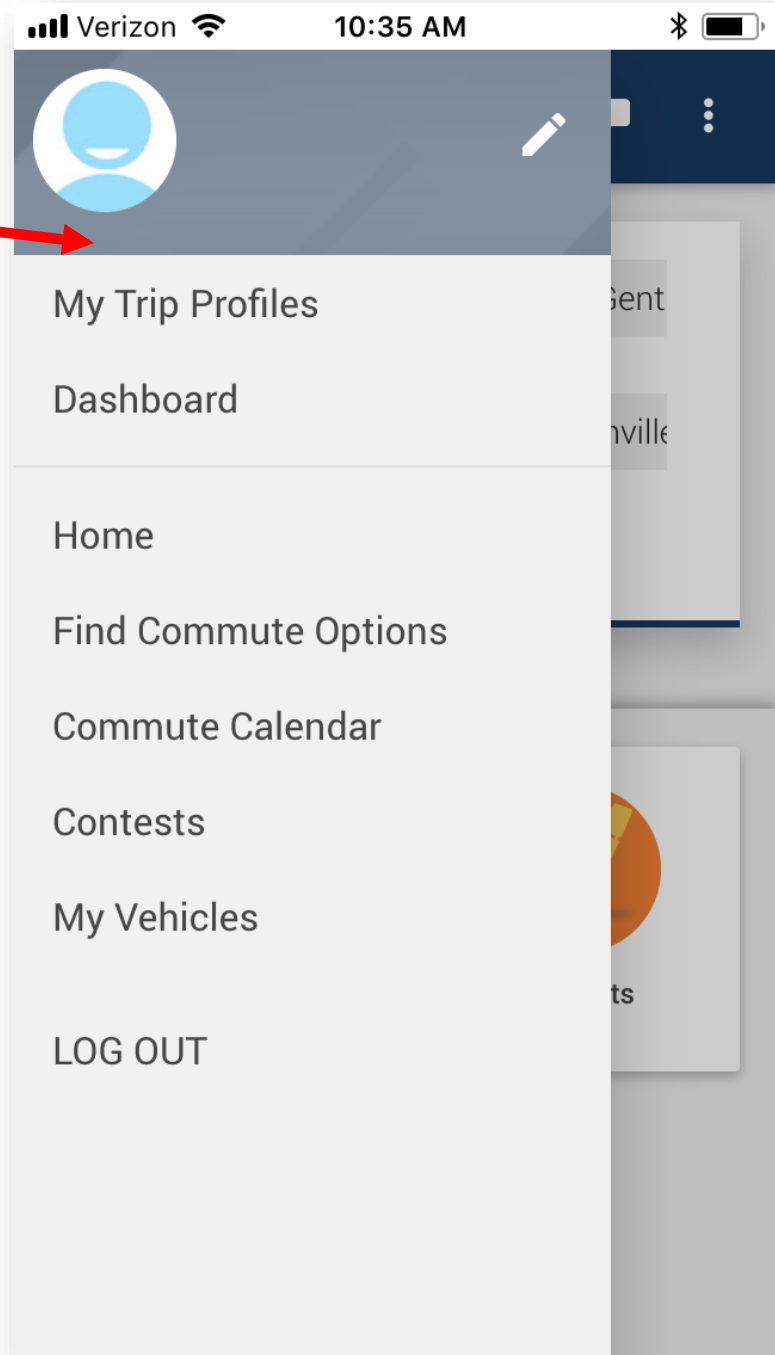 Verizon 10:35 AM
My Trip Profiles
Dashboard
Home
Find Commute Options
Commute Calendar
Contests
My Vehicles
LOG OUT